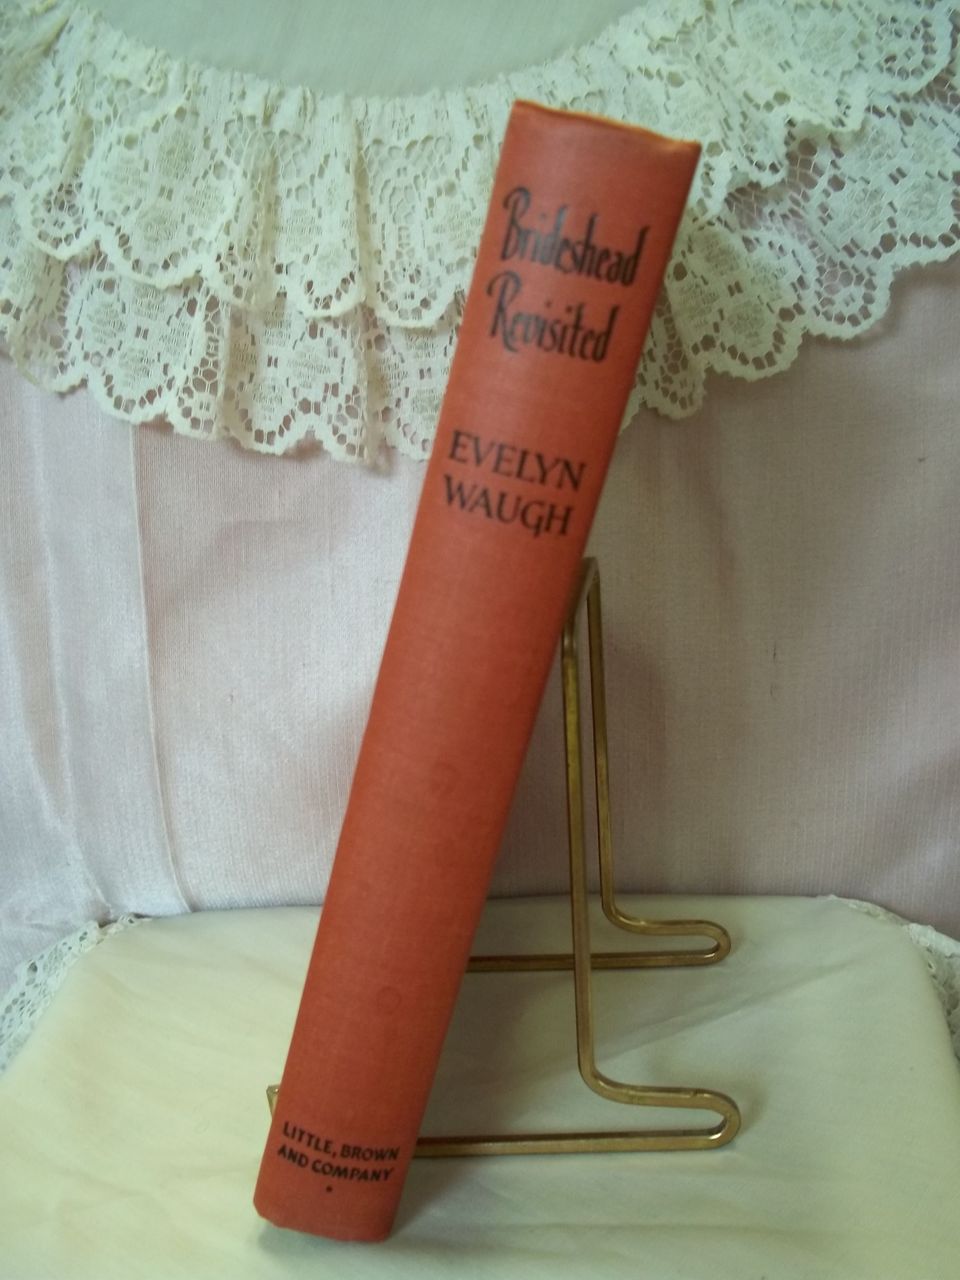 Brideshead
Revisited
EVELYN
WAUGH
LITTLE, BROWN
AND COMPANY